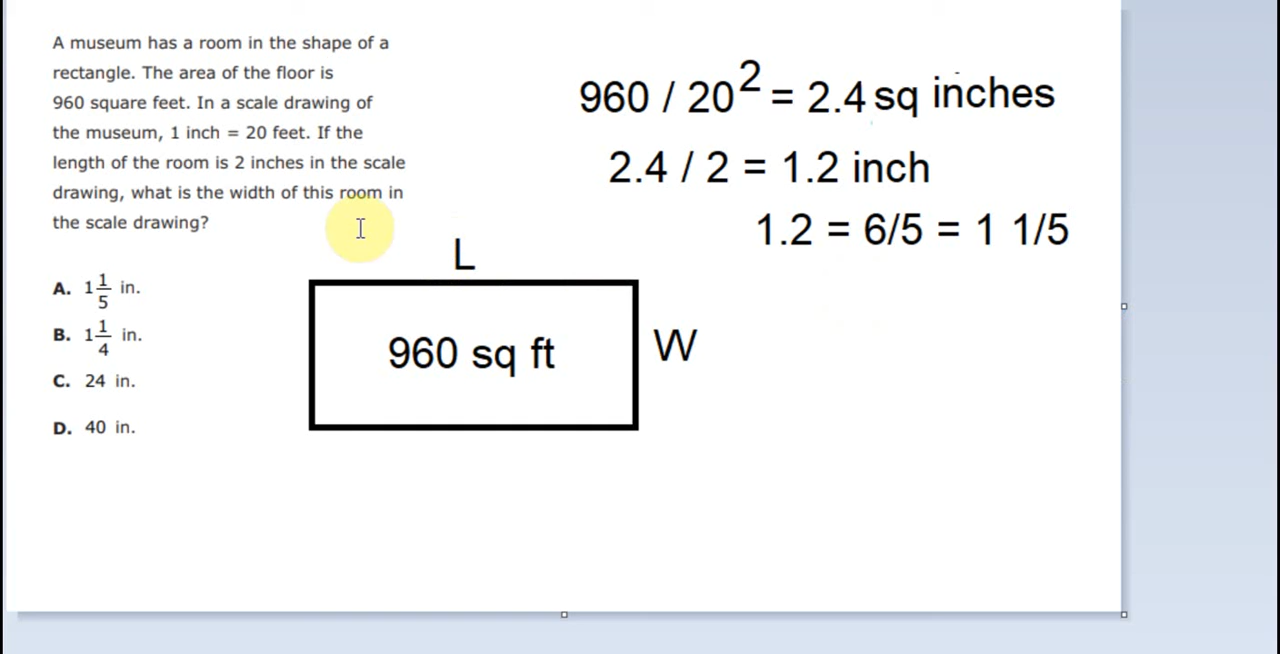 A museum has a room in the shape of a
rectangle. The area of the floor is
960 square feet. In a scale drawing of
the museum, 1 inch = 20 feet. If the
length of the room is 2 inches in the scale
drawing, what is the width of this room in
the scale drawing?
A. 1 1/5 in.
B. 1 1/4 in.
C. 24 in.
D. 40 in.
960 / 20² = 2.4 sq inches
2.4 / 2 = 1.2 inch
1.2 = 6/5 = 1 1/5
L
960 sq ft
W